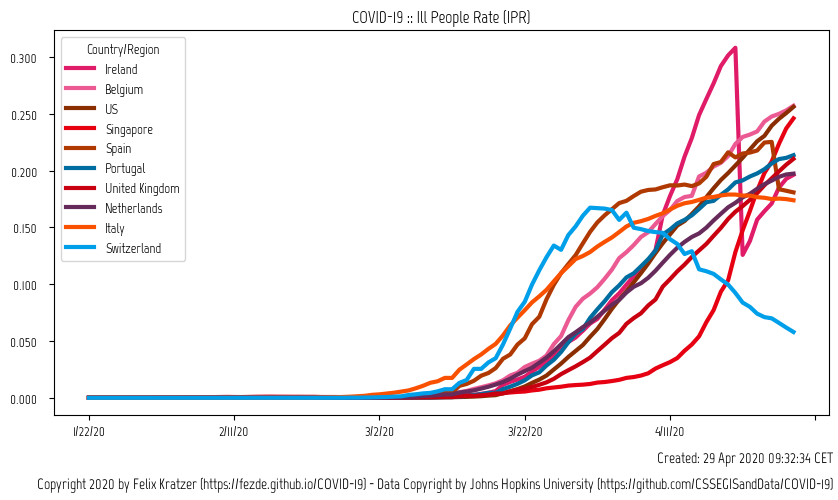 COVID-19 :: Ill People Rate (IPR)
Country/Region
Ireland
Belgium
US
Singapore
Spain
Portugal
United Kingdom
Netherlands
Italy
Switzerland
0.300
0.250
0.200
0.150
0.100
0.050
0.000
1/22/20 2/11/20 3/2/20 3/22/20 4/11/20
Created: 29 Apr 2020 09:32:34 CET
Copyright 2020 by Felix Kratzer (https://fezde.github.io/COVID-19) - Data Copyright by Johns Hopkins University (https://github.com/CSSEGISandData/COVID-19)